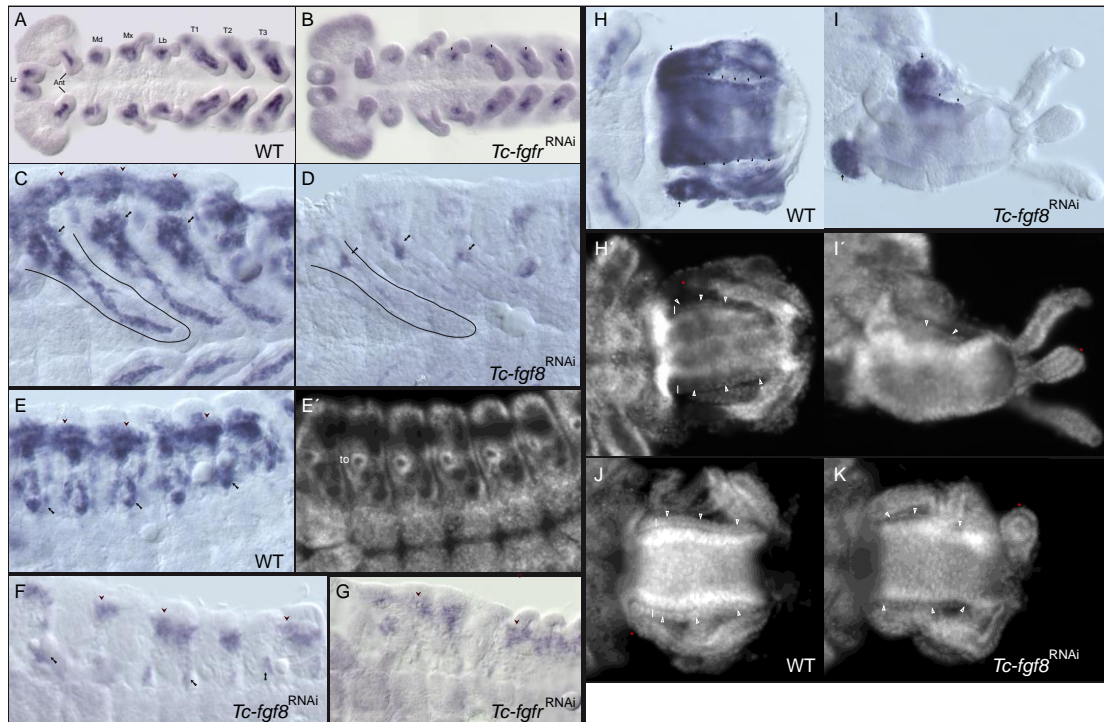 A
Md
Mx
Lb
T1
T2
T3
Lr
Ant
WT
B
Tc-fgfr RNAi
C
D
Tc-fgf8 RNAi
E
WT
E´
to
F
Tc-fgf8 RNAi
G
Tc-fgfr RNAi
H
WT
I
Tc-fgf8 RNAi
H´
I´
J
WT
K
Tc-fgf8 RNAi